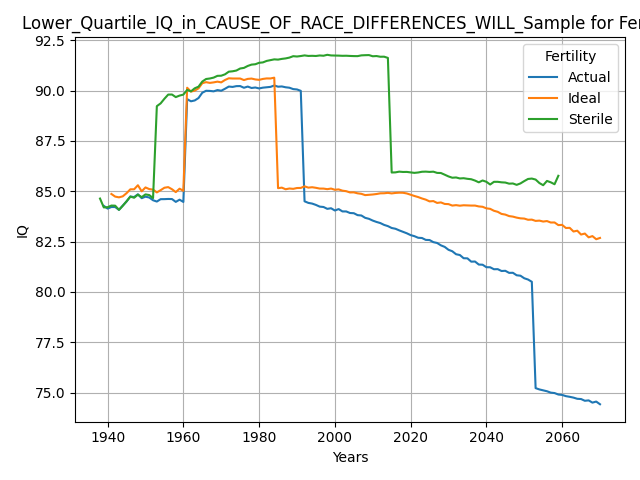 Lower_Quartile_IQ_in_CAUSE_OF_RACE_DIFFERENCES_WILL_Sample for Fer
92.5
90.0
87.5
85.0
82.5
80.0
77.5
75.0
IQ
Fertility
Actual
Ideal
Sterile
1940 1960 1980 2000 2020 2040 2060
Years